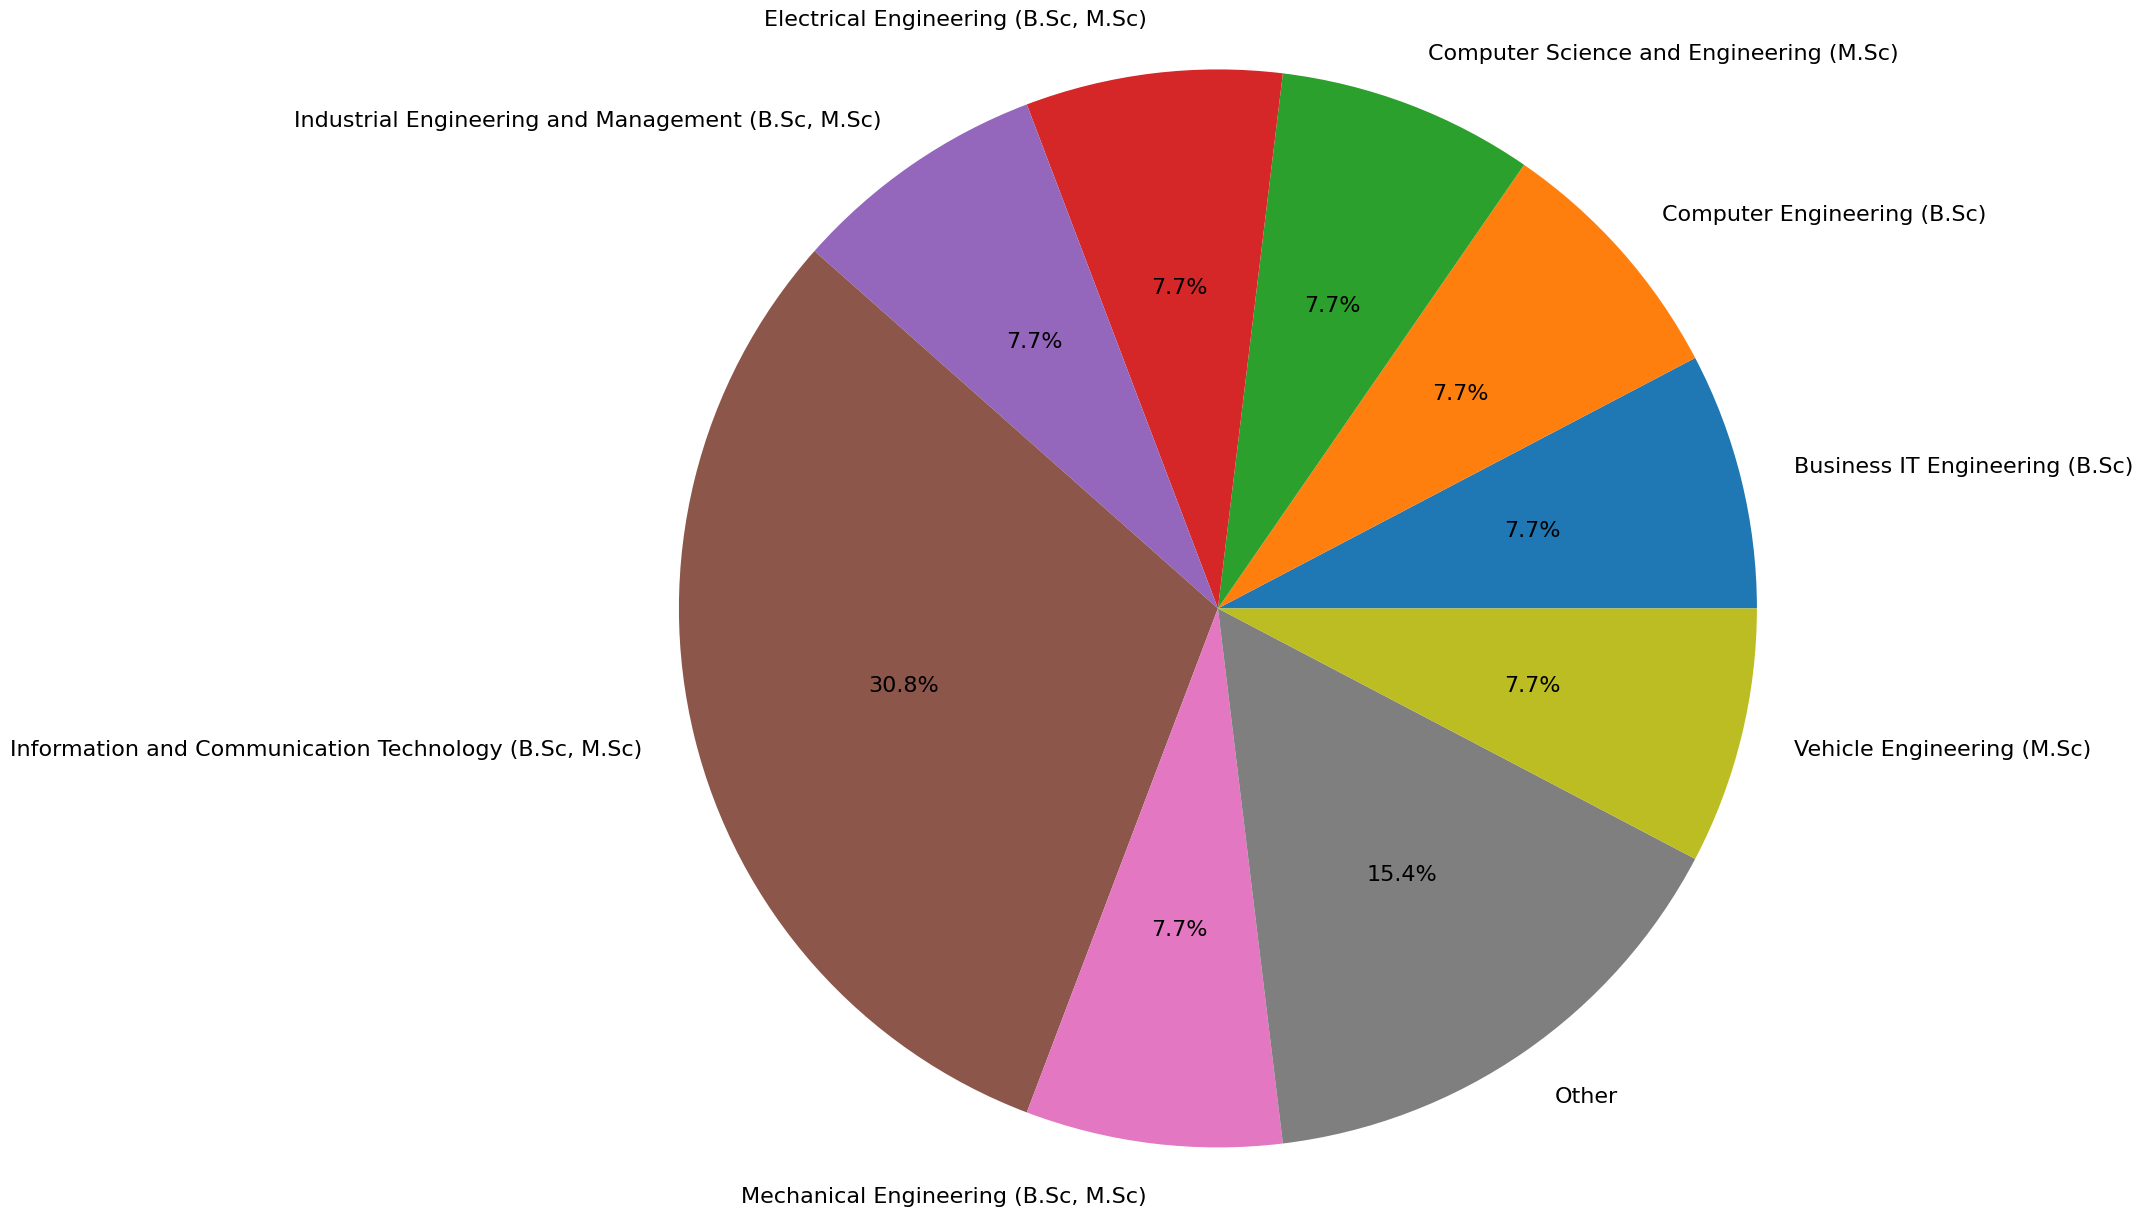 Electrical Engineering (B.Sc, M.Sc)
Computer Science and Engineering (M.Sc)
Industrial Engineering and Management (B.Sc, M.Sc)
Computer Engineering (B.Sc)
7.7%
7.7%
7.7%
7.7%
Business IT Engineering (B.Sc)
7.7%
30.8%
7.7%
Information and Communication Technology (B.Sc, M.Sc)
Vehicle Engineering (M.Sc)
15.4%
7.7%
Other
Mechanical Engineering (B.Sc, M.Sc)